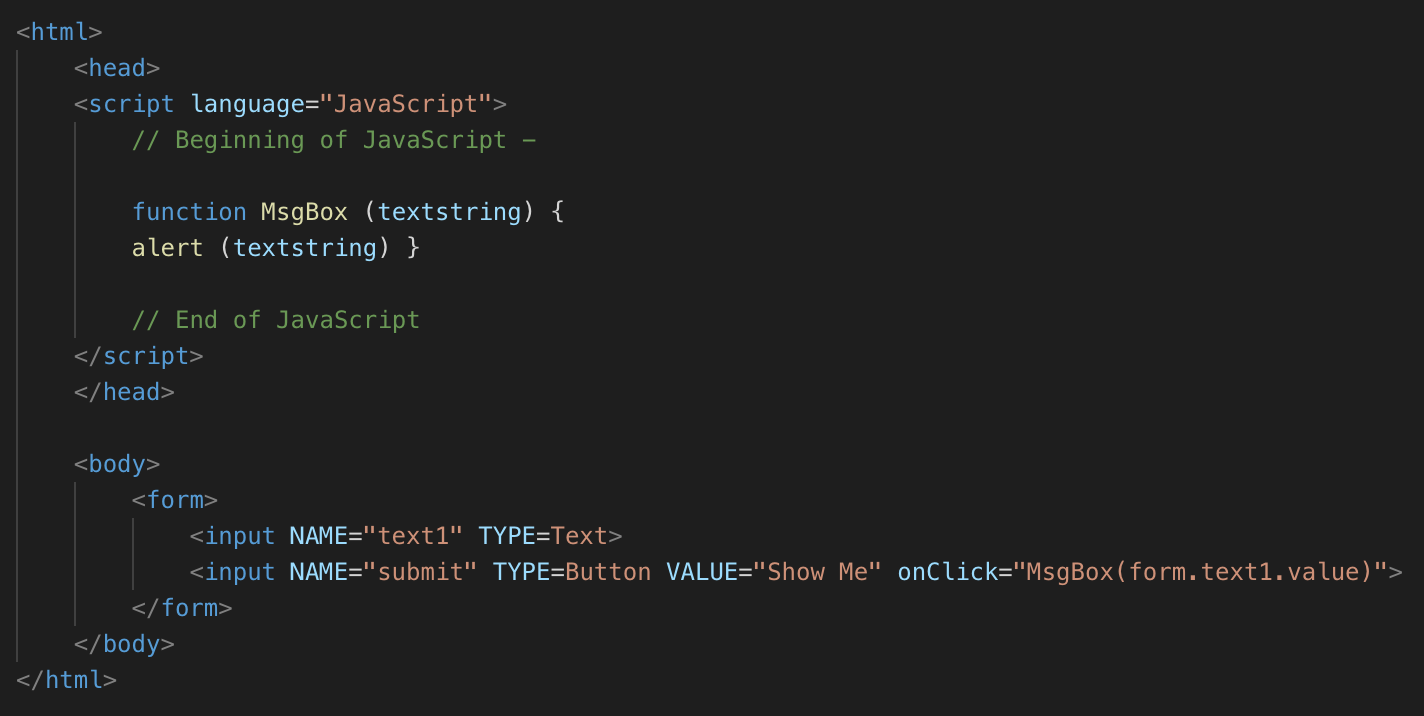 <html>
<head>
<script language="JavaScript">
// Beginning of JavaScript -
function MsgBox (textstring) {
alert (textstring) }
// End of JavaScript
</script>
</head>
<body>
<form>
<input NAME="text1" TYPE=Text>
<input NAME="submit" TYPE=Button VALUE="Show Me" onClick="MsgBox(form.text1.value)">
</form>
</body>
</html>